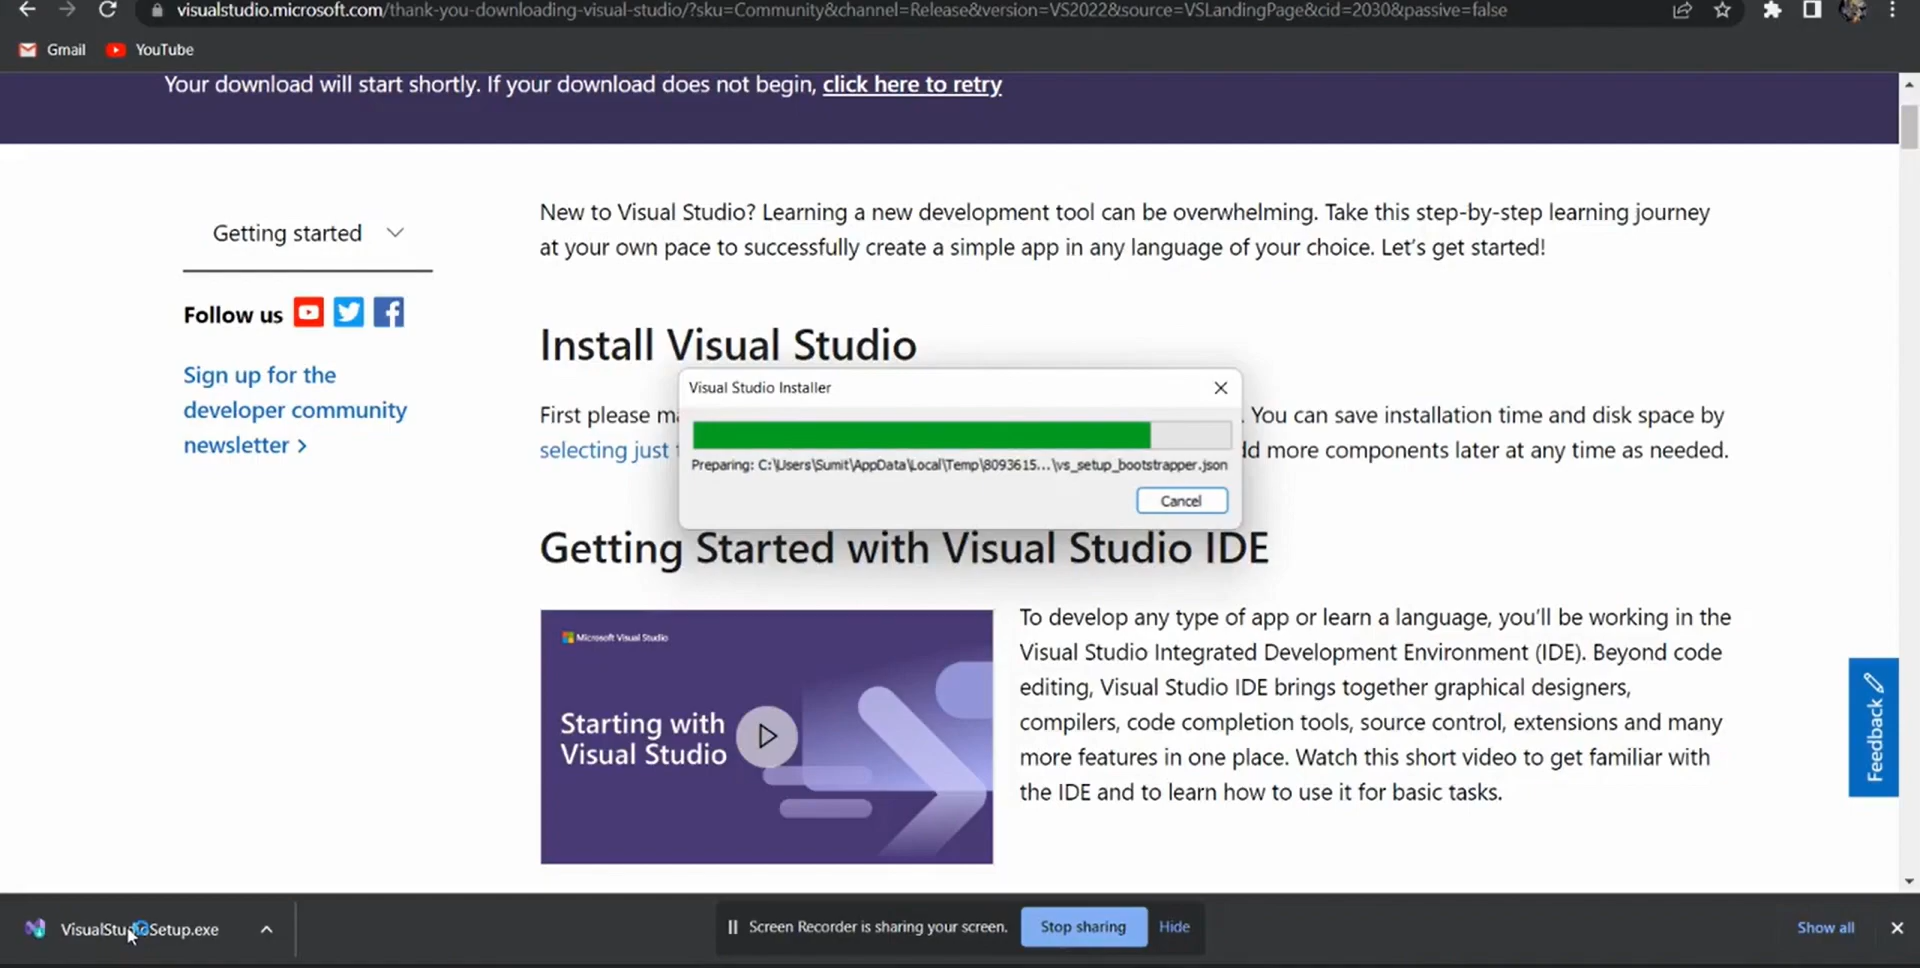 visualstudio.microsoft.com/thank-you-downloading-visual-studio/?sku=Community&channel=Release&version=VS2022&source=VSLandingPage&cid=2030&passive=false
Gmail YouTube
Your download will start shortly. If your download does not begin, click here to retry
Getting started
Follow us
Sign up for the
developer community
newsletter >
New to Visual Studio? Learning a new development tool can be overwhelming. Take this step-by-step learning journey
at your own pace to successfully create a simple app in any language of your choice. Let's get started!
Install Visual Studio
First please
You can save installation time and disk space by
selecting just
more components later at any time as needed.
Visual Studio Installer
Preparing: C:\Users\Sumit\AppData\Local\Temp\8093615...\vs_setup_bootstrapper.json
Cancel
Getting Started with Visual Studio IDE
Microsoft Visual Studio
Starting with
Visual Studio
To develop any type of app or learn a language, you'll be working in the
Visual Studio Integrated Development Environment (IDE). Beyond code
editing, Visual Studio IDE brings together graphical designers,
compilers, code completion tools, source control, extensions and many
more features in one place. Watch this short video to get familiar with
the IDE and to learn how to use it for basic tasks.
Feedback
VisualStudioSetup.exe
Screen Recorder is sharing your screen. Stop sharing Hide
Show all